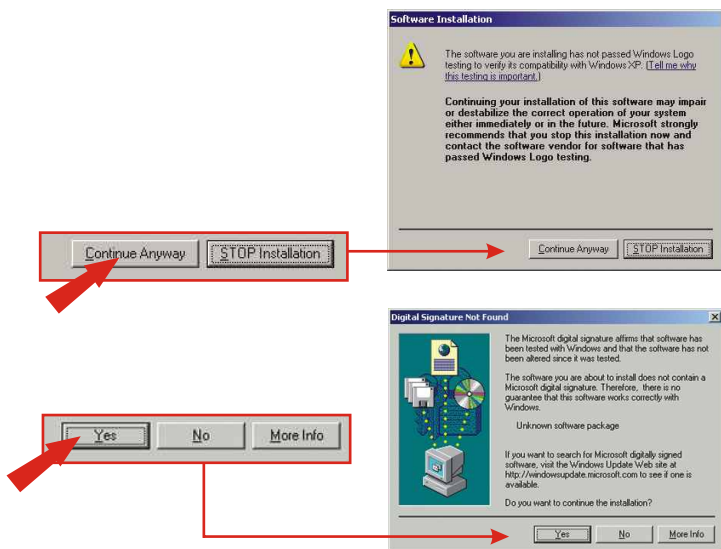 Software Installation
The software you are installing has not passed Windows Logo
testing to verify its compatibility with Windows XP. (Tell me why
this testing is important.)
Continuing your installation of this software may impair
or destabilize the correct operation of your system
either immediately or in the future. Microsoft strongly
recommends that you stop this installation now and
contact the software vendor for software that has
passed Windows Logo testing.
Continue Anyway STOP Installation
Continue Anyway STOP Installation
Digital Signature Not Found
The Microsoft digital signature affirms that software has
been tested with Windows and that the software has not
been altered since it was tested.
The software you are about to install does not contain a
Microsoft digital signature. Therefore, there is no
guarantee that this software works correctly with
Windows.
Unknown software package
If you want to search for Microsoft digitally signed
software, visit the Windows Update Web site at
http://windowsupdate.microsoft.com to see if one is
available.
Do you want to continue the installation?
Yes No More Info
Yes No More Info